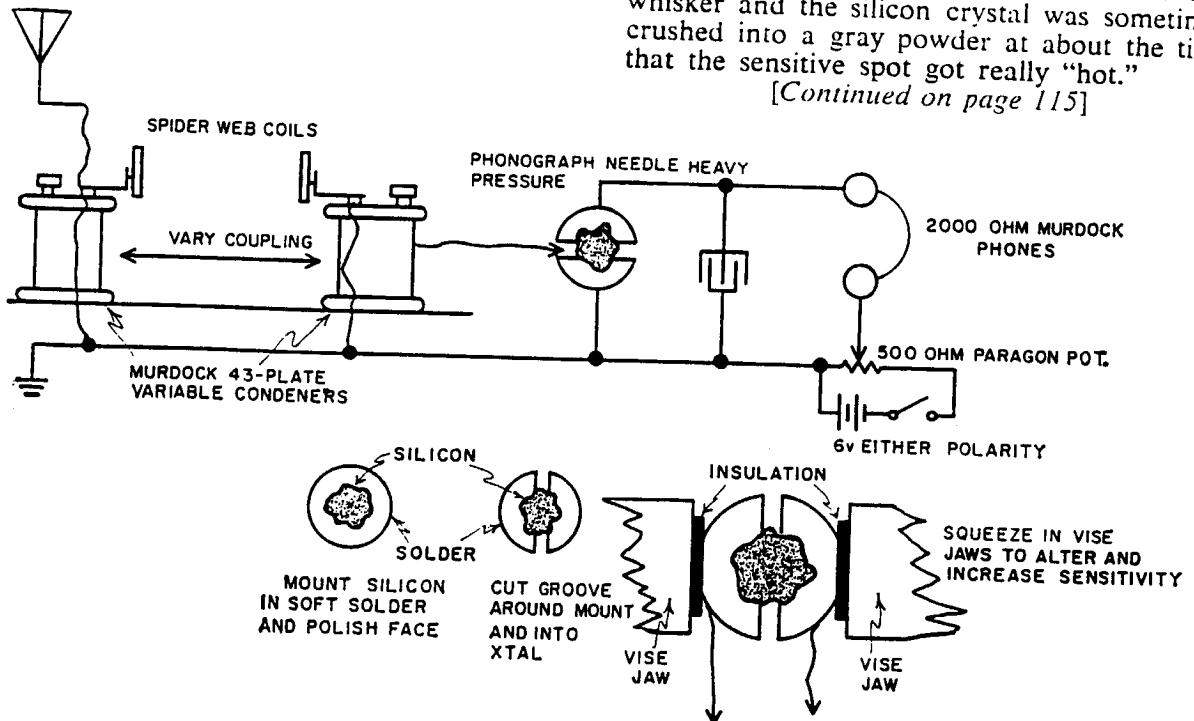 whisker and the silicon crystal was sometin
crushed into a gray powder at about the ti
that the sensitive spot got really “hot.”
[Continued on page 115]
SPIDER WEB COILS
PHONOGRAPH NEEDLE HEAVY
PRESSURE
VARY COUPLING
2000 OHM MURDOCK
PHONES
MURDOCK 43-PLATE
VARIABLE CONDENERS
500 OHM PARAGON POT.
6v EITHER POLARITY
SILICON
SOLDER
MOUNT SILICON
IN SOFT SOLDER
AND POLISH FACE
CUT GROOVE
AROUND MOUNT
AND INTO
XTAL
INSULATION
VISE
JAW
VISE
JAW
SQUEEZE IN VISE
JAWS TO ALTER AND
INCREASE SENSITIVITY